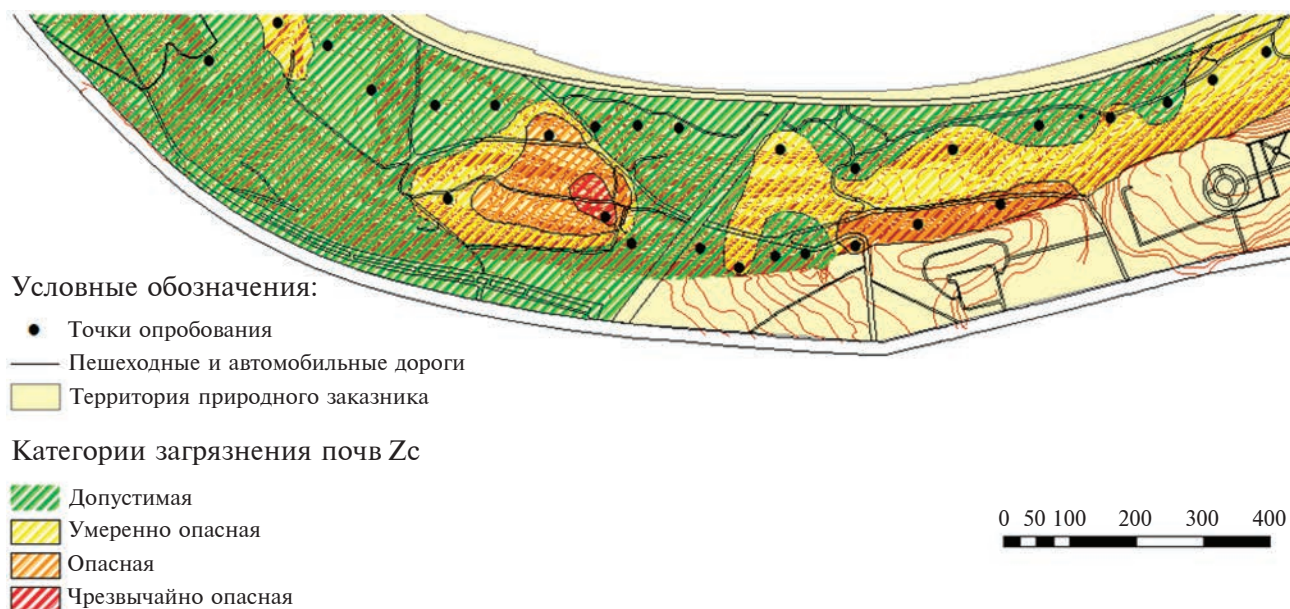 Условные обозначения:
Точки опробования
Пешеходные и автомобильные дороги
Территория природного заказника
Категории загрязнения почв Zc
Допустимая
Умеренно опасная
Опасная
Чрезвычайно опасная
0 50 100 200 300 400